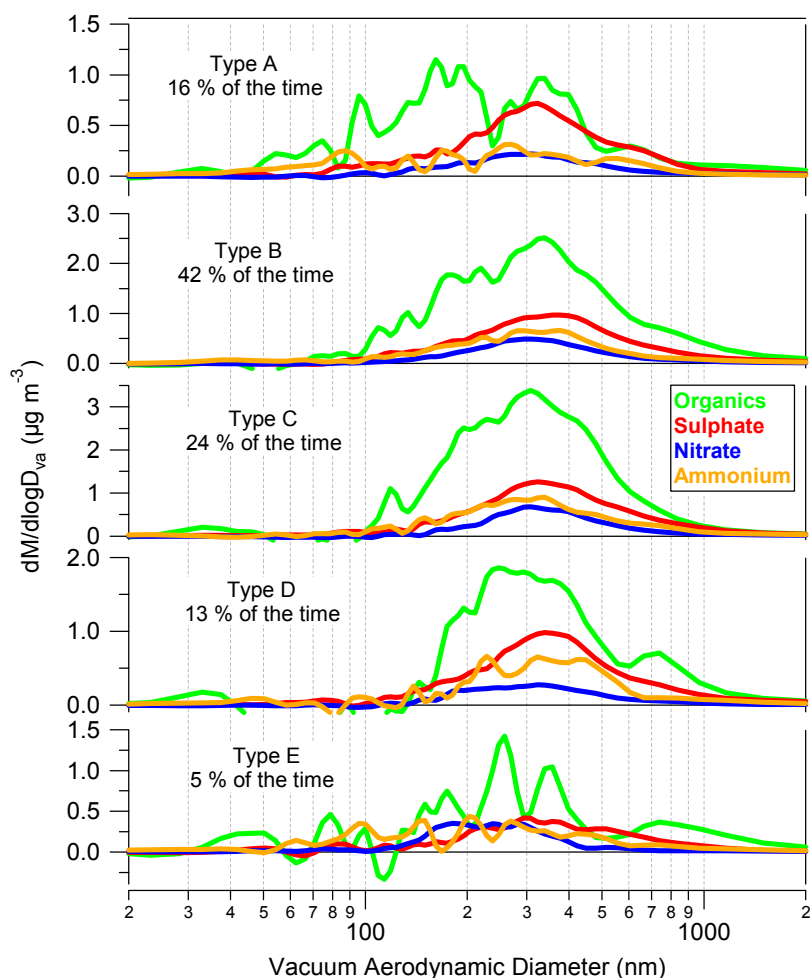 1.5
1.0
0.5
0.0
Type A
16 % of the time
3.0
2.0
1.0
0.0
Type B
42 % of the time
3
2
1
0
Type C
24 % of the time
Organics
Sulphate
Nitrate
Ammonium
2.0
1.0
0.0
Type D
13 % of the time
1.5
1.0
0.5
0.0
Type E
5 % of the time
dM/dlogDva (µg m⁻³)
2 3 4 5 6 7 8 9 2 3 4 5 6 7 8 9 2
100 1000
Vacuum Aerodynamic Diameter (nm)